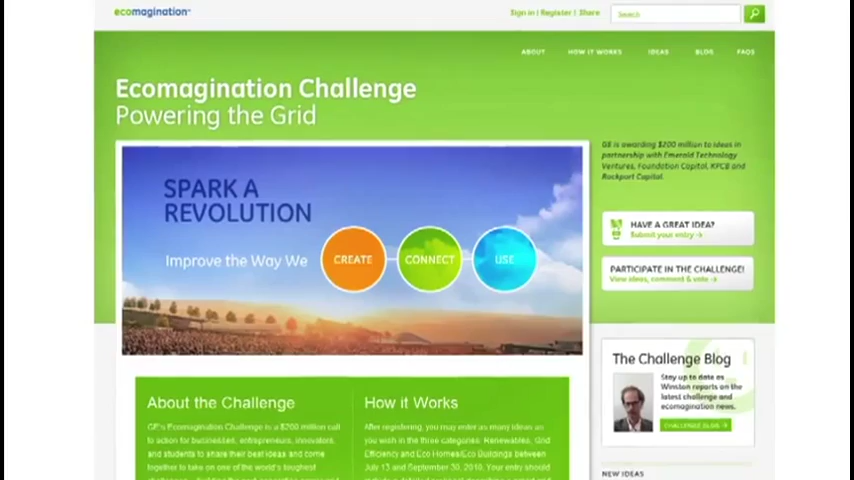 ecomagination
Sign in | Register | Share
Search
ABOUT HOW IT WORKS IDEAS BLOG FAQS
Ecomagination Challenge
Powering the Grid
GE is awarding $200 million to ideas in
partnership with Emerald Technology
Ventures, Foundation Capital, KPCB and
Rockport Capital.
SPARK A
REVOLUTION
Improve the Way We CREATE CONNECT USE
HAVE A GREAT IDEA?
Submit your entry
PARTICIPATE IN THE CHALLENGE!
View ideas, comment & vote
The Challenge Blog
Stay up to date as
Winston reports on the
latest challenge and
ecomagination news.
CHALLENGE BLOG
About the Challenge
GE's Ecomagination Challenge is a $200 million call
to action for businesses, entrepreneurs, innovators,
and students to share their best ideas and come
together to take on one of the world's toughest
How it Works
After registering, you may enter as many ideas as
you wish in the three categories: Renewables, Grid
Efficiency and Eco Homes/Eco Buildings between
July 13 and September 30, 2010. Your entry should
NEW IDEAS